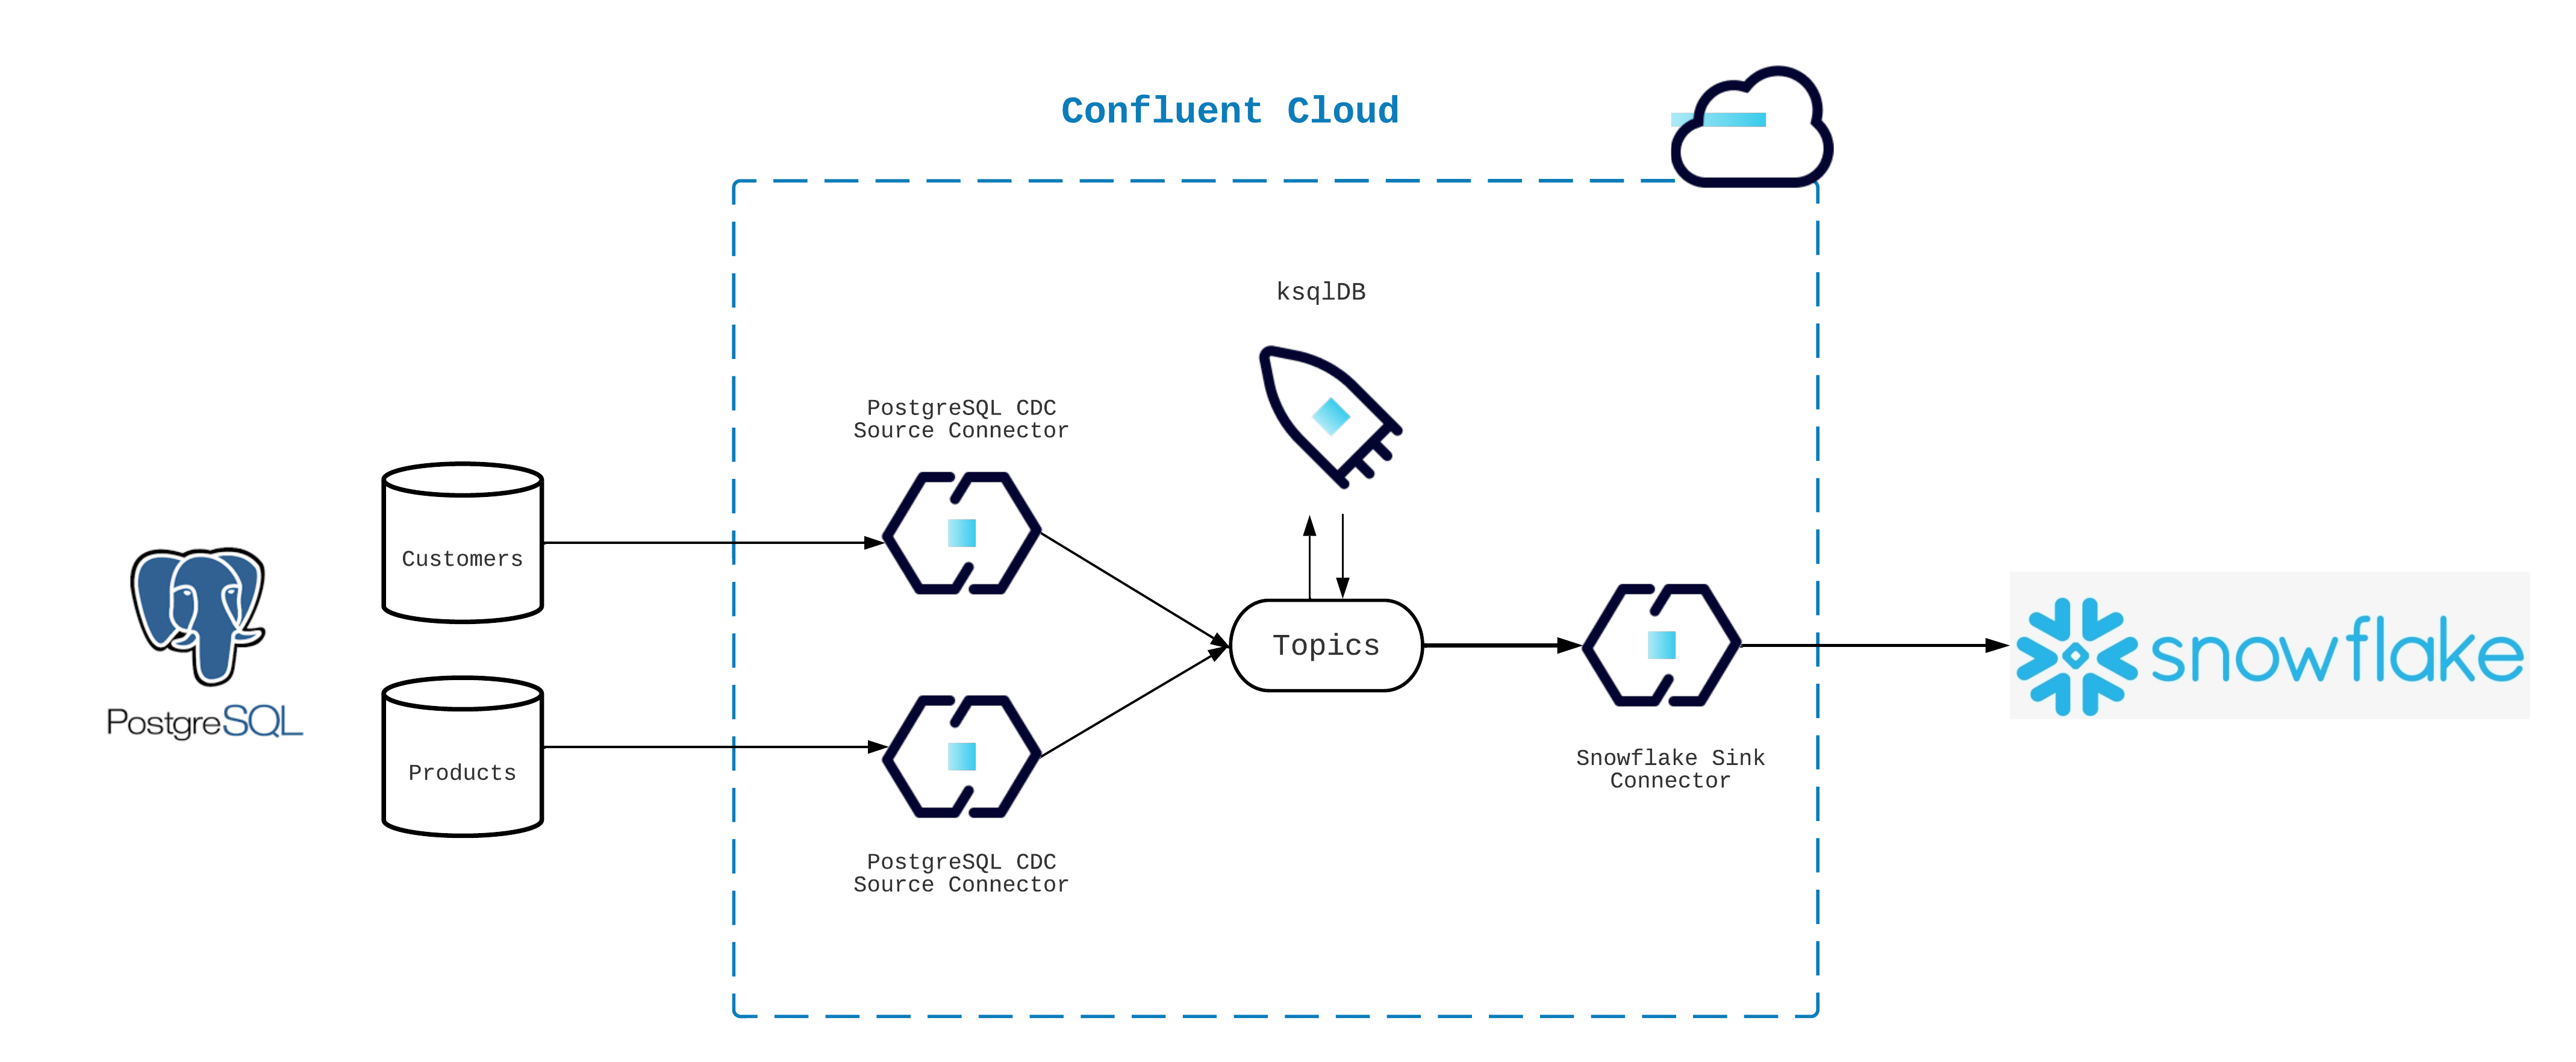 Confluent Cloud
ksqlDB
PostgreSQL CDC
Source Connector
Customers
PostgreSQL
Products
Topics
snowflake
Snowflake Sink
Connector
PostgreSQL CDC
Source Connector